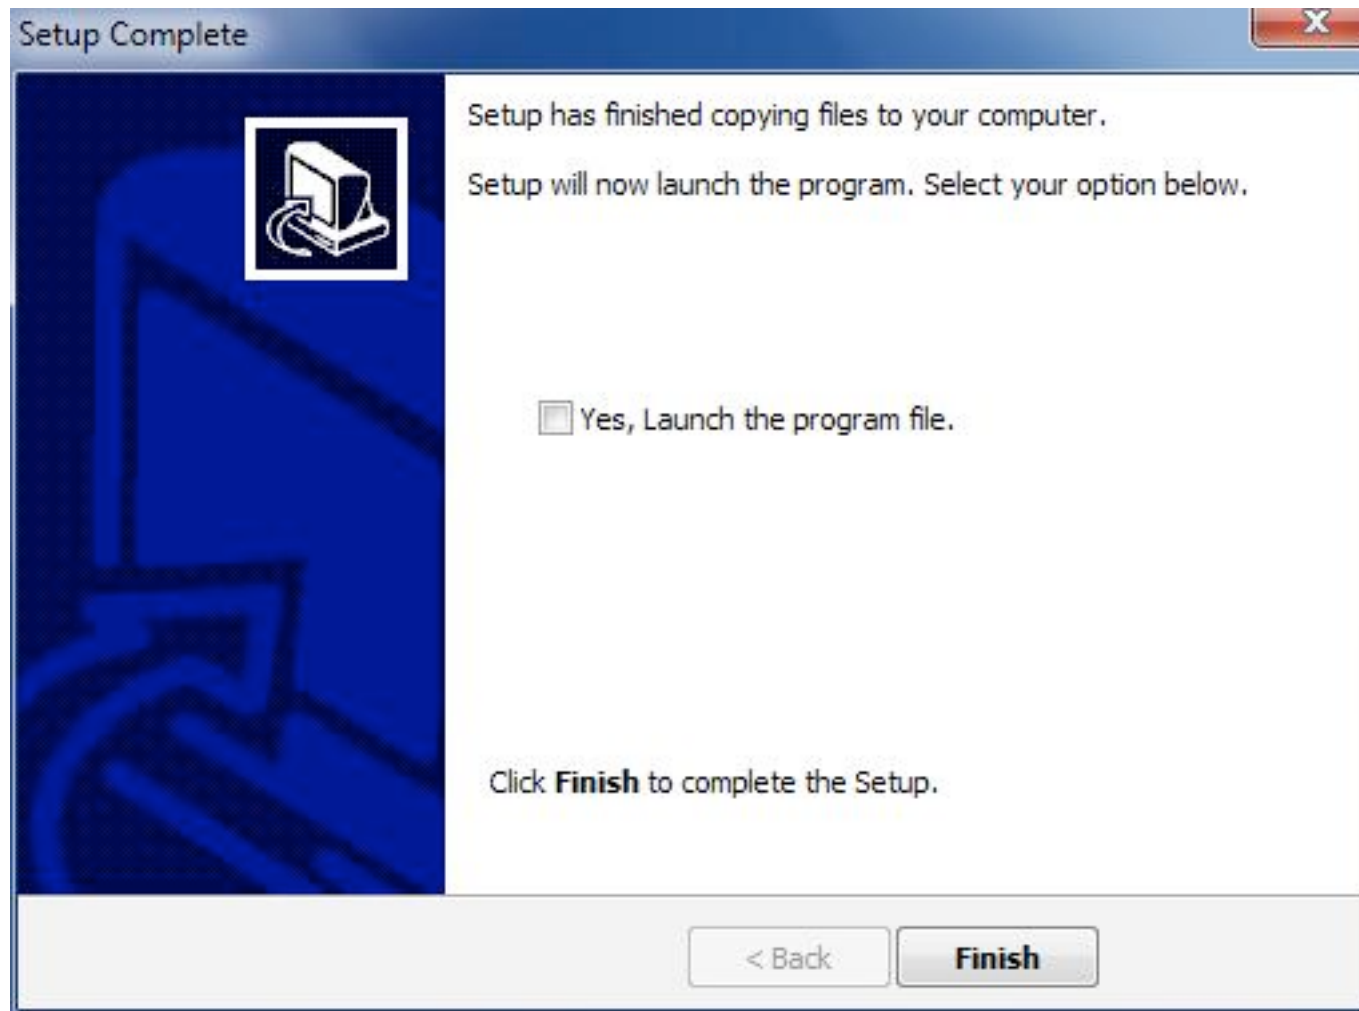 Setup Complete
X
Setup has finished copying files to your computer.
Setup will now launch the program. Select your option below.
Yes, Launch the program file.
Click Finish to complete the Setup.
< Back
Finish